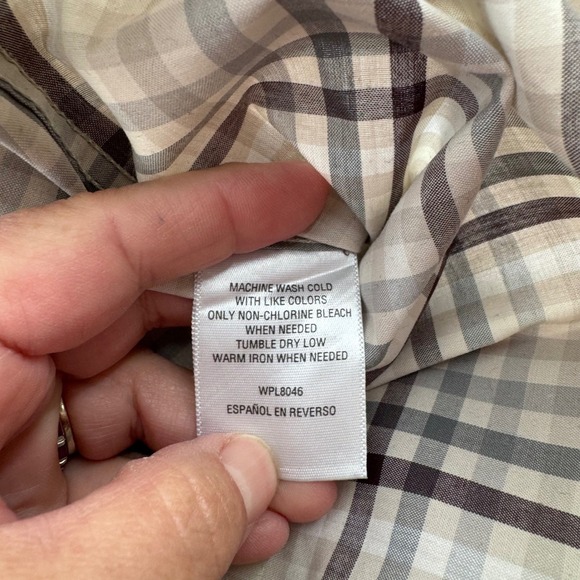 MACHINE WASH COLD
WITH LIKE COLORS
ONLY NON-CHLORINE BLEACH
WHEN NEEDED
TUMBLE DRY LOW
WARM IRON WHEN NEEDED
WPL8046
ESPAÑOL EN REVERSO